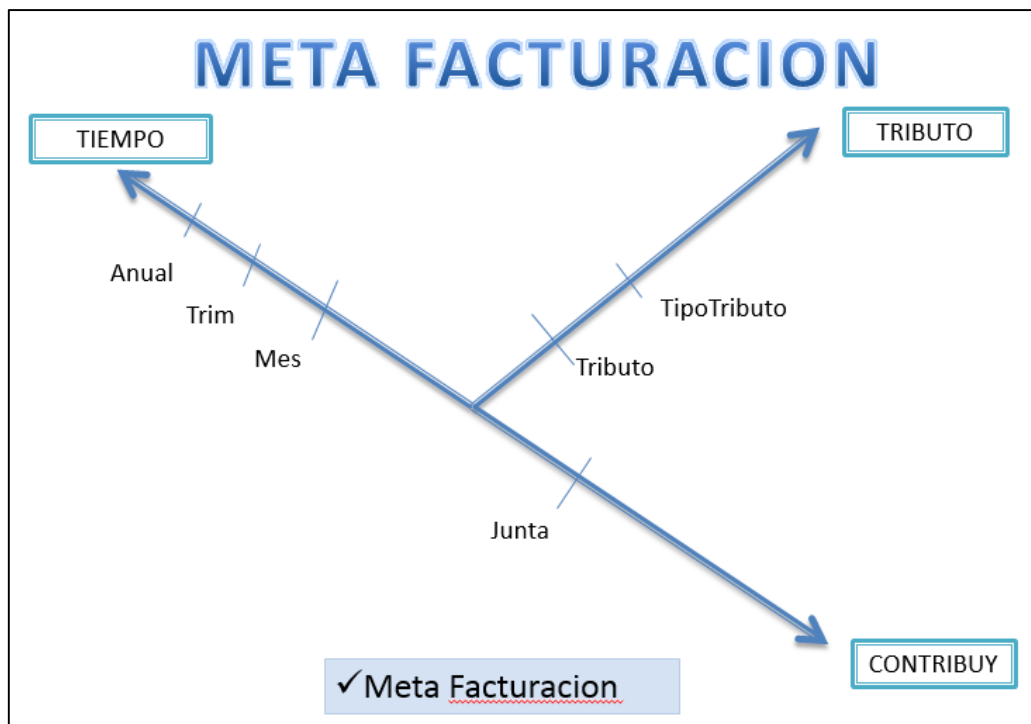 META FACTURACION
TIEMPO
TRIBUTO
Anual
Trim
Mes
TipoTributo
Tributo
Junta
CONTRIBUY
✓Meta Facturacion